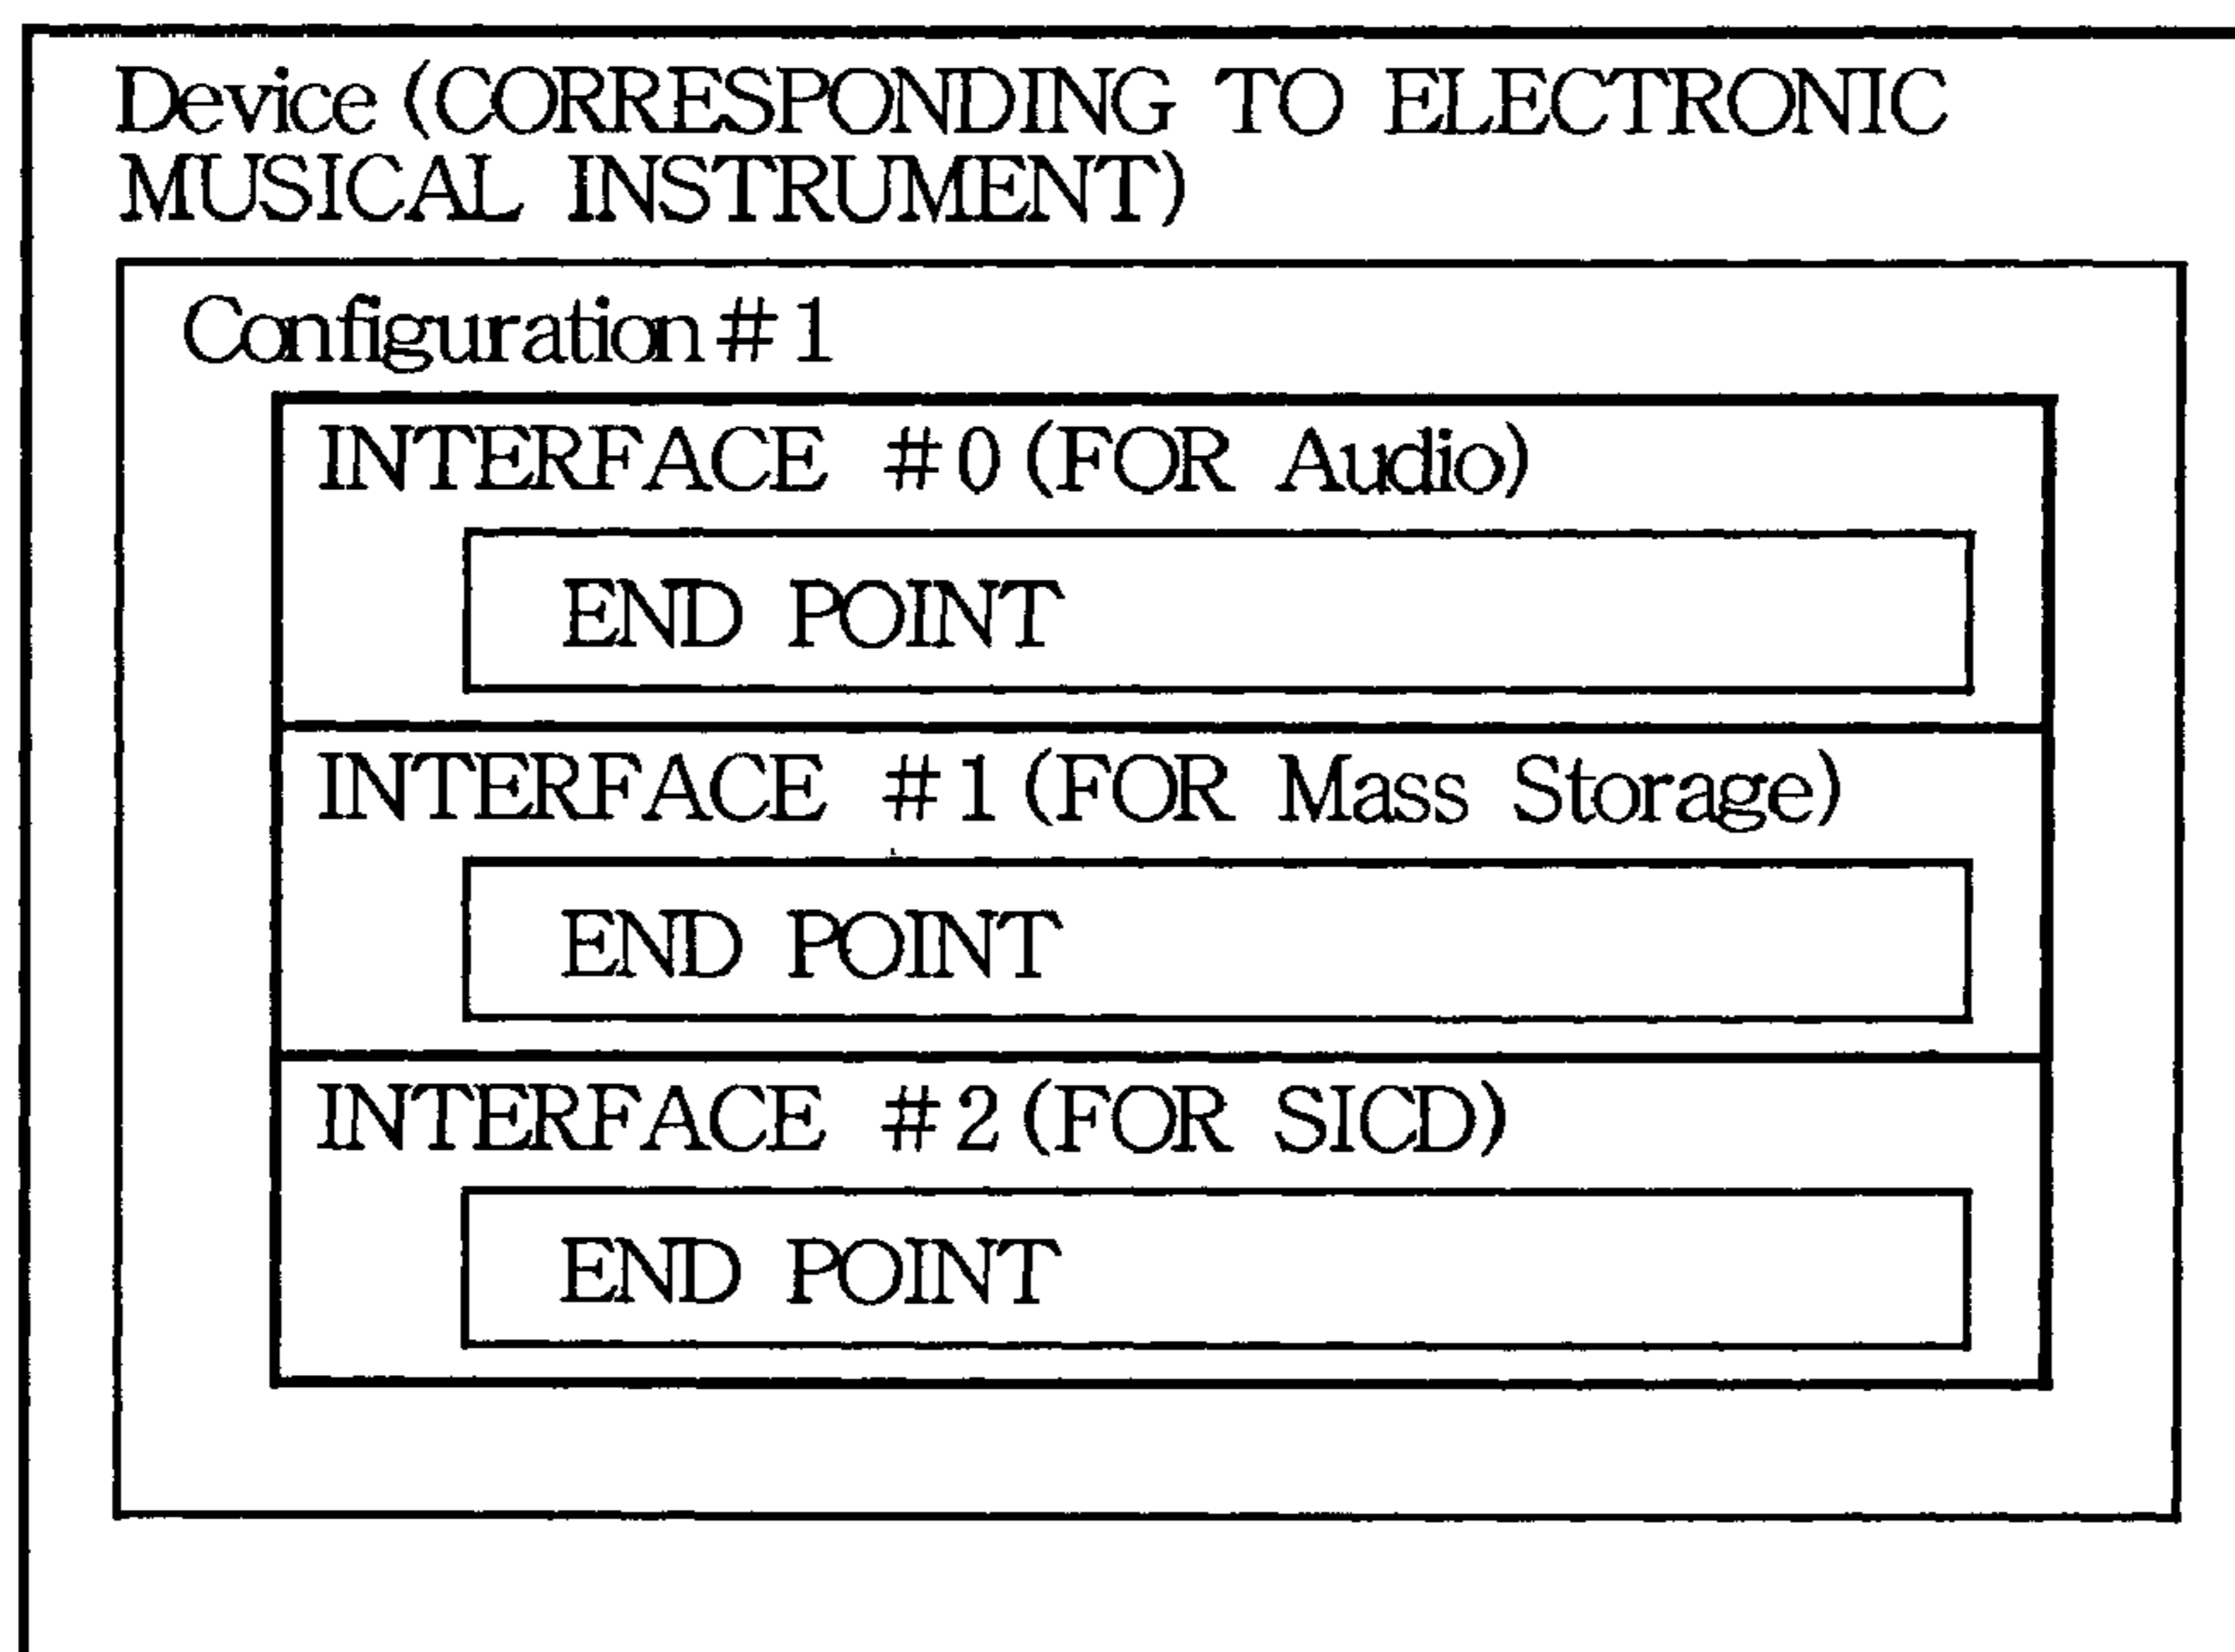 Device (CORRESPONDING TO ELECTRONIC
MUSICAL INSTRUMENT)
Configuration #1
INTERFACE #0 (FOR Audio)
END POINT
INTERFACE #1 (FOR Mass Storage)
END POINT
INTERFACE #2 (FOR SICD)
END POINT